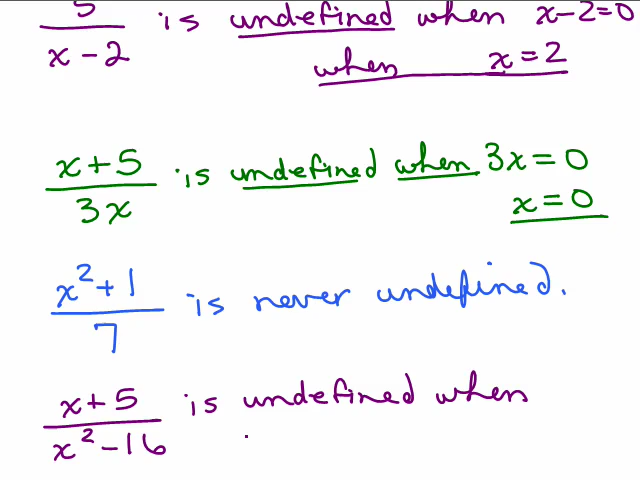 5/(x-2) is undefined when x-2=0
when x=2
(x+5)/(3x) is undefined when 3x=0
x=0
(x²+1)/7 is never undefined.
(x+5)/(x²-16) is undefined when